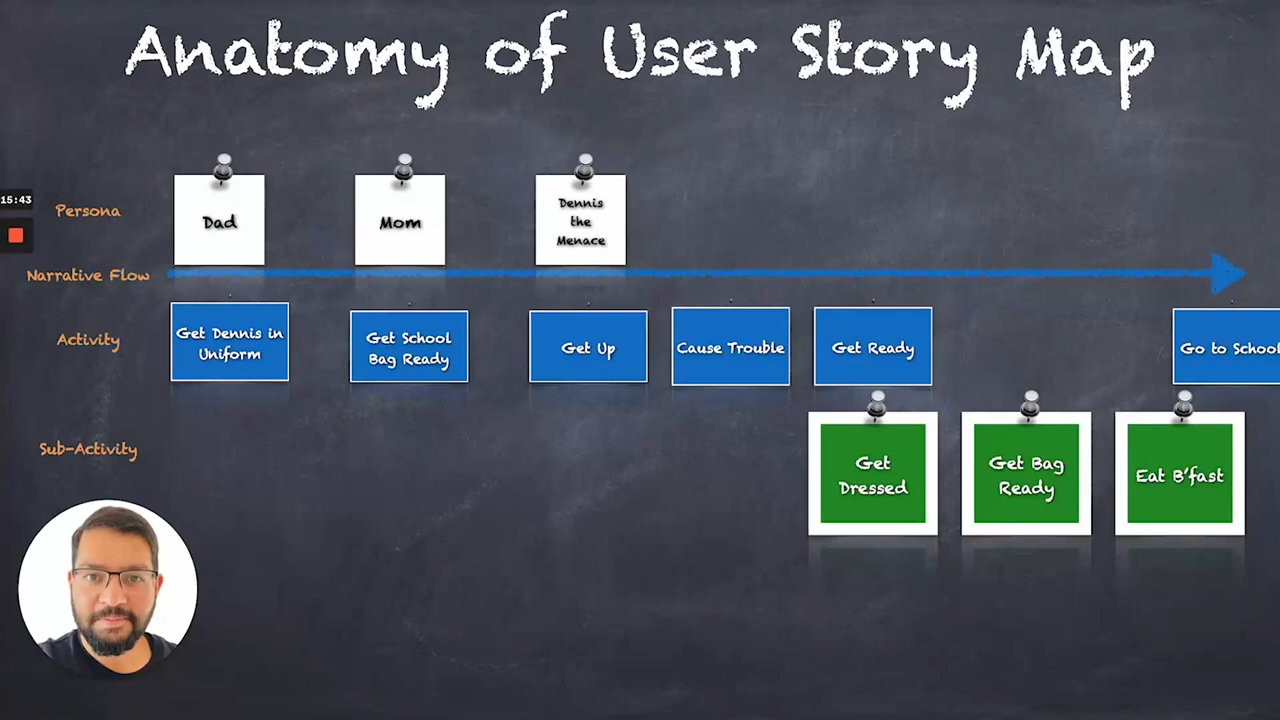 Anatomy of User Story Map
15:43
Persona
Dad
Mom
Dennis
the
Menace
Narrative Flow
Activity
Get Dennis in
Uniform
Get School
Bag Ready
Get Up
Cause Trouble
Get Ready
Go to School
Sub-Activity
Get
Dressed
Get Bag
Ready
Eat B'fast